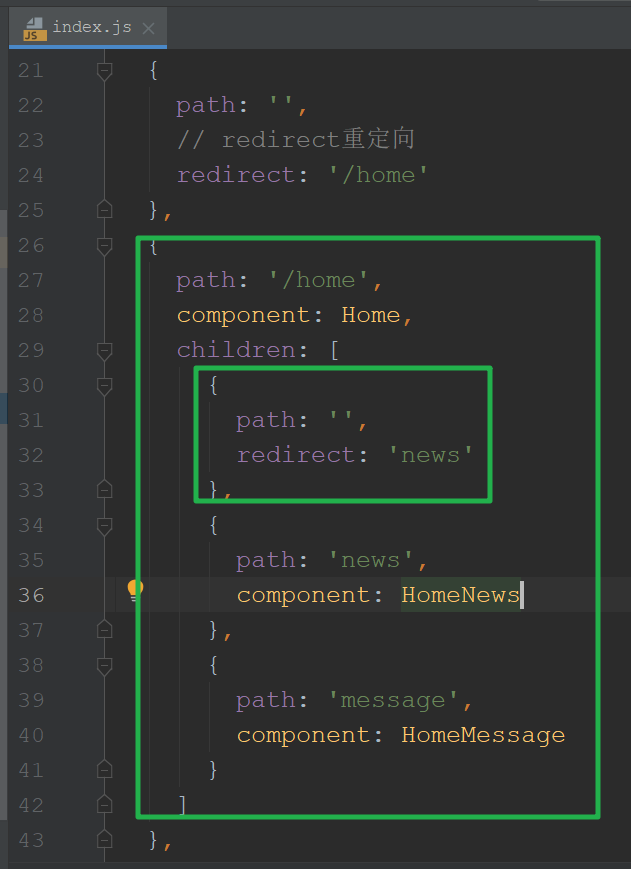 JS index.js
21 {
22 path: '',
23 // redirect重定向
24 redirect: '/home'
25 },
26 {
27 path: '/home',
28 component: Home,
29 children: [
30 {
31 path: '',
32 redirect: 'news'
33 },
34 {
35 path: 'news',
36 component: HomeNews
37 },
38 {
39 path: 'message',
40 component: HomeMessage
41 }
42 ]
43 },